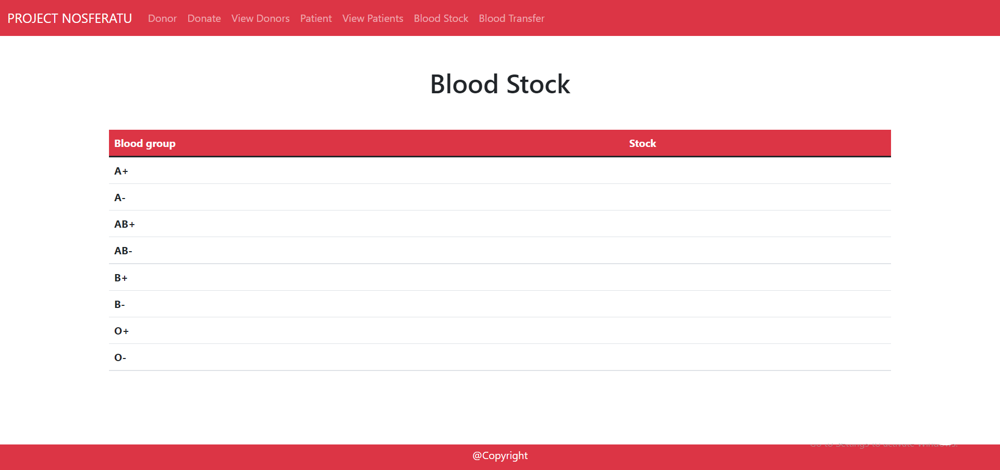 PROJECT NOSFERATU Donor Donate View Donors Patient View Patients Blood Stock Blood Transfer
Blood Stock
Blood group Stock
A+
A-
AB+
AB-
B+
B-
O+
O-
Go to Settings to activate Windows.
@Copyright